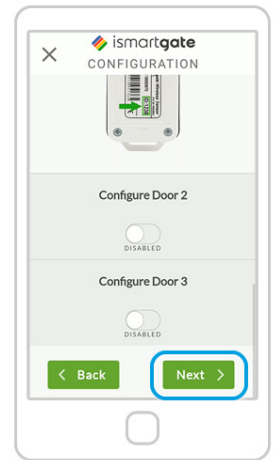 ismartgate
CONFIGURATION
Configure Door 2
DISABLED
Configure Door 3
DISABLED
Back
Next